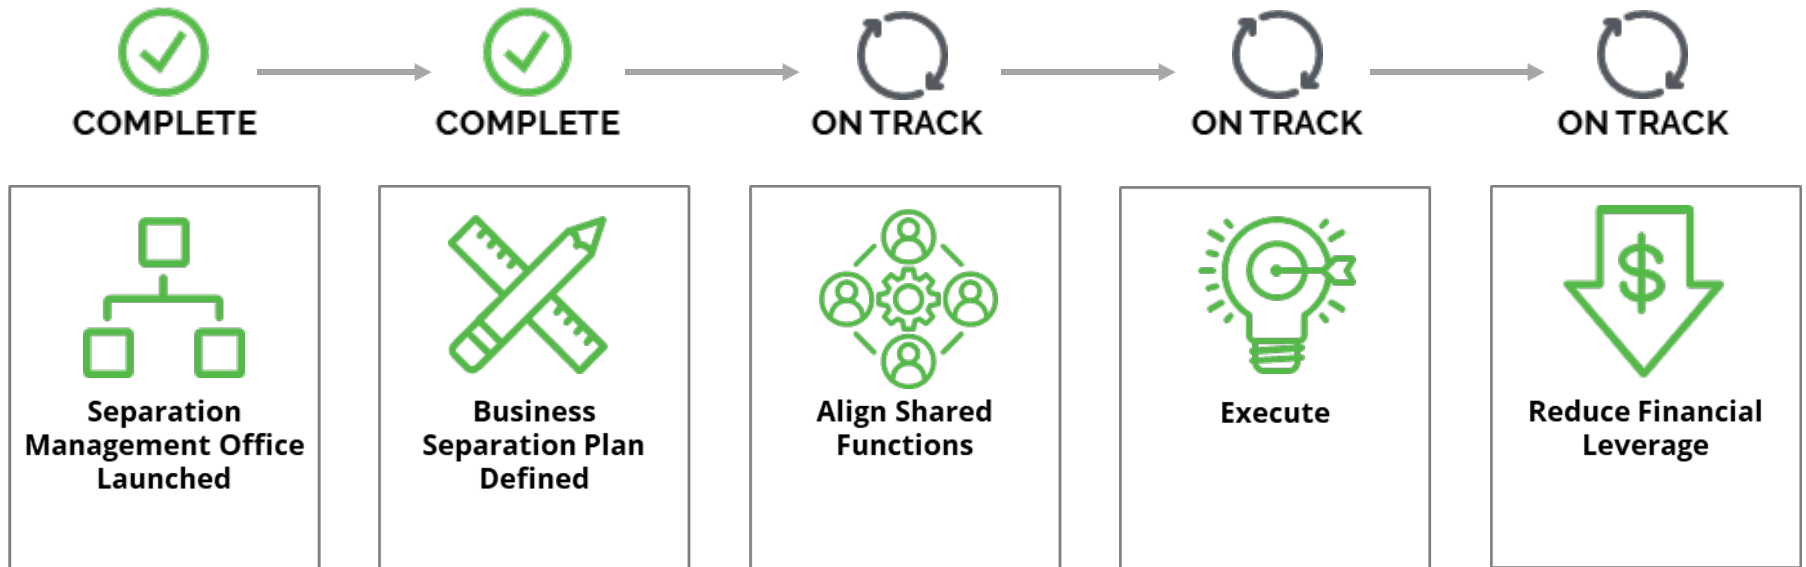 COMPLETE
COMPLETE
ON TRACK
ON TRACK
ON TRACK
Separation
Management Office
Launched
Business
Separation Plan
Defined
Align Shared
Functions
Execute
Reduce Financial
Leverage
$